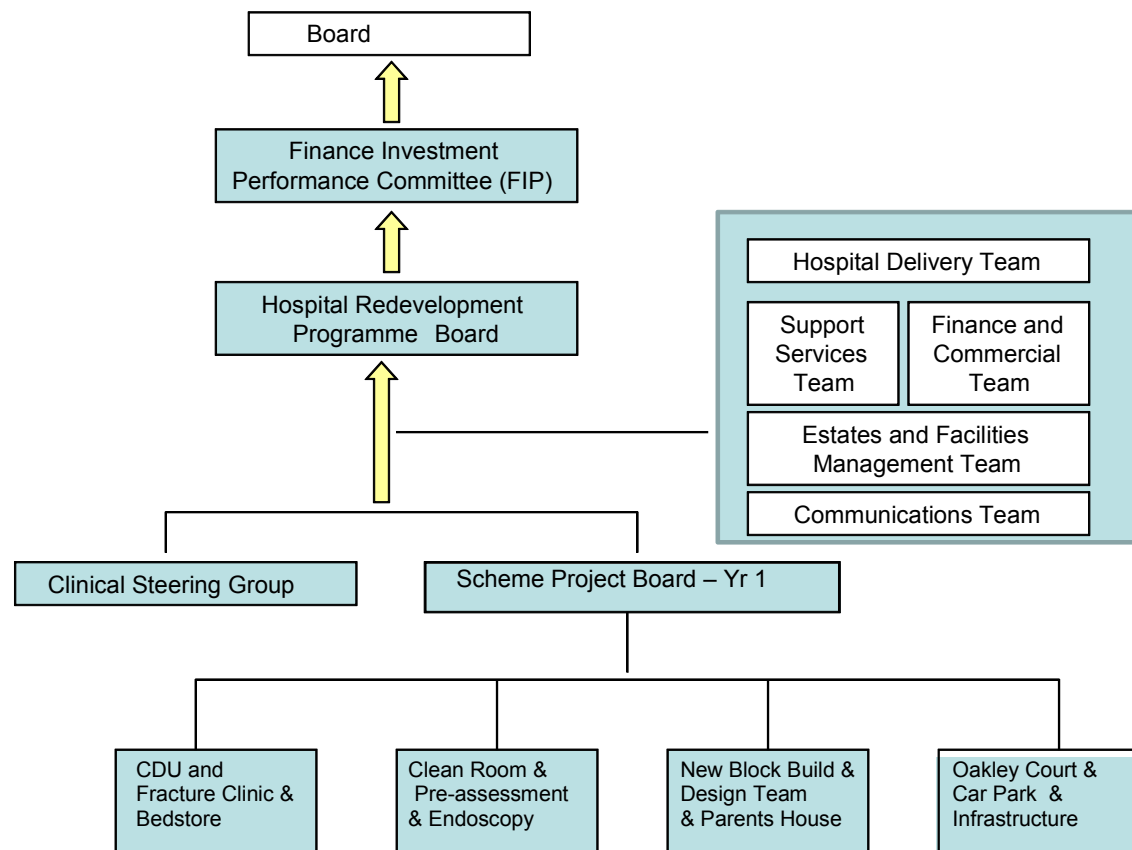 Board
Finance Investment
Performance Committee (FIP)
Hospital Redevelopment
Programme Board
Hospital Delivery Team
Support
Services
Team
Finance and
Commercial
Team
Estates and Facilities
Management Team
Communications Team
Clinical Steering Group
Scheme Project Board – Yr 1
CDU and
Fracture Clinic &
Bedstore
Clean Room &
Pre-assessment
& Endoscopy
New Block Build &
Design Team
& Parents House
Oakley Court &
Car Park &
Infrastructure